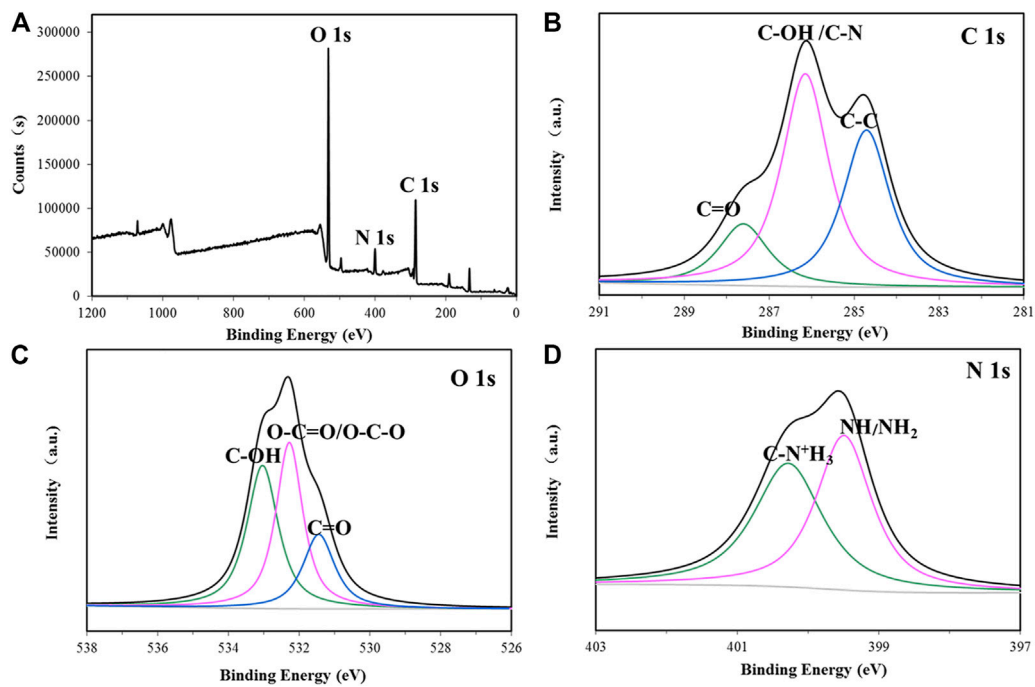 A
300000
250000
200000
150000
100000
50000
0
Counts（s)
O 1s
C 1s
N 1s
1200 1000 800 600 400 200 0
Binding Energy (eV)
B
C 1s
C-OH /C-N
C-C
C=O
Intensity （a.u.)
291 289 287 285 283 281
Binding Energy (eV)
C
O 1s
O-C=O/O-C-O
C-OH
C=O
Intensity (a.u.)
538 536 534 532 530 528 526
Binding Energy (eV)
D
N 1s
NH/NH₂
C-N⁺H₃
Intensity （a.u.)
403 401 399 397
Binding Energy (eV)